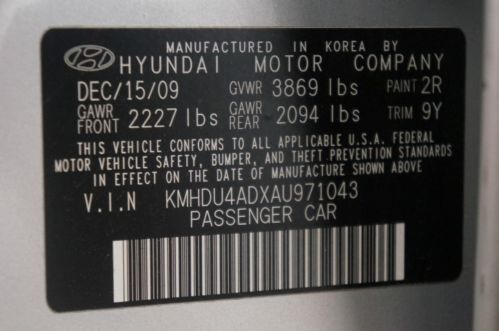 MANUFACTURED IN KOREA BY
HYUNDAI MOTOR COMPANY
DEC/15/09 GVWR 3869 lbs PAINT 2R
GAWR FRONT 2227 lbs GAWR REAR 2094 lbs TRIM 9Y
THIS VEHICLE CONFORMS TO ALL APPLICABLE U.S.A. FEDERAL
MOTOR VEHICLE SAFETY, BUMPER, AND THEFT PREVENTION STANDARDS
IN EFFECT ON THE DATE OF MANUFACTURE SHOWN ABOVE
V.I.N KMHDU4ADXAU971043
PASSENGER CAR